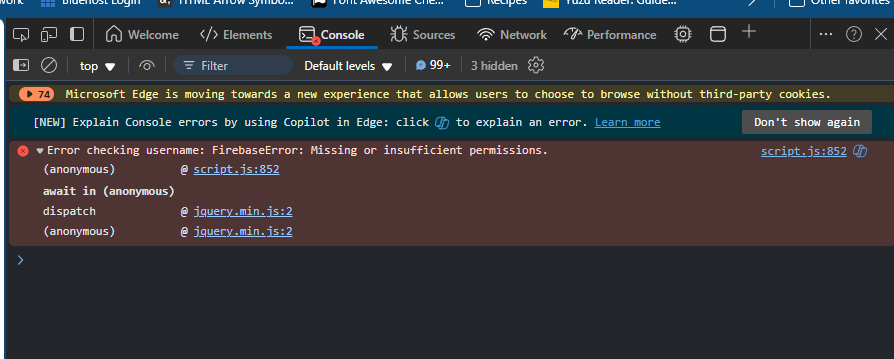 work Bluehost Login HTML Arrow Symbo... Font Awesome Che... Recipes Yuzu Reader: Guide... Other favorites
Welcome Elements Console Sources Network Performance
top Filter Default levels 99+ 3 hidden
74 Microsoft Edge is moving towards a new experience that allows users to choose to browse without third-party cookies.
[NEW] Explain Console errors by using Copilot in Edge: click to explain an error. Learn more Don't show again
Error checking username: FirebaseError: Missing or insufficient permissions. script.js:852
(anonymous) @ script.js:852
await in (anonymous)
dispatch @ jquery.min.js:2
(anonymous) @ jquery.min.js:2